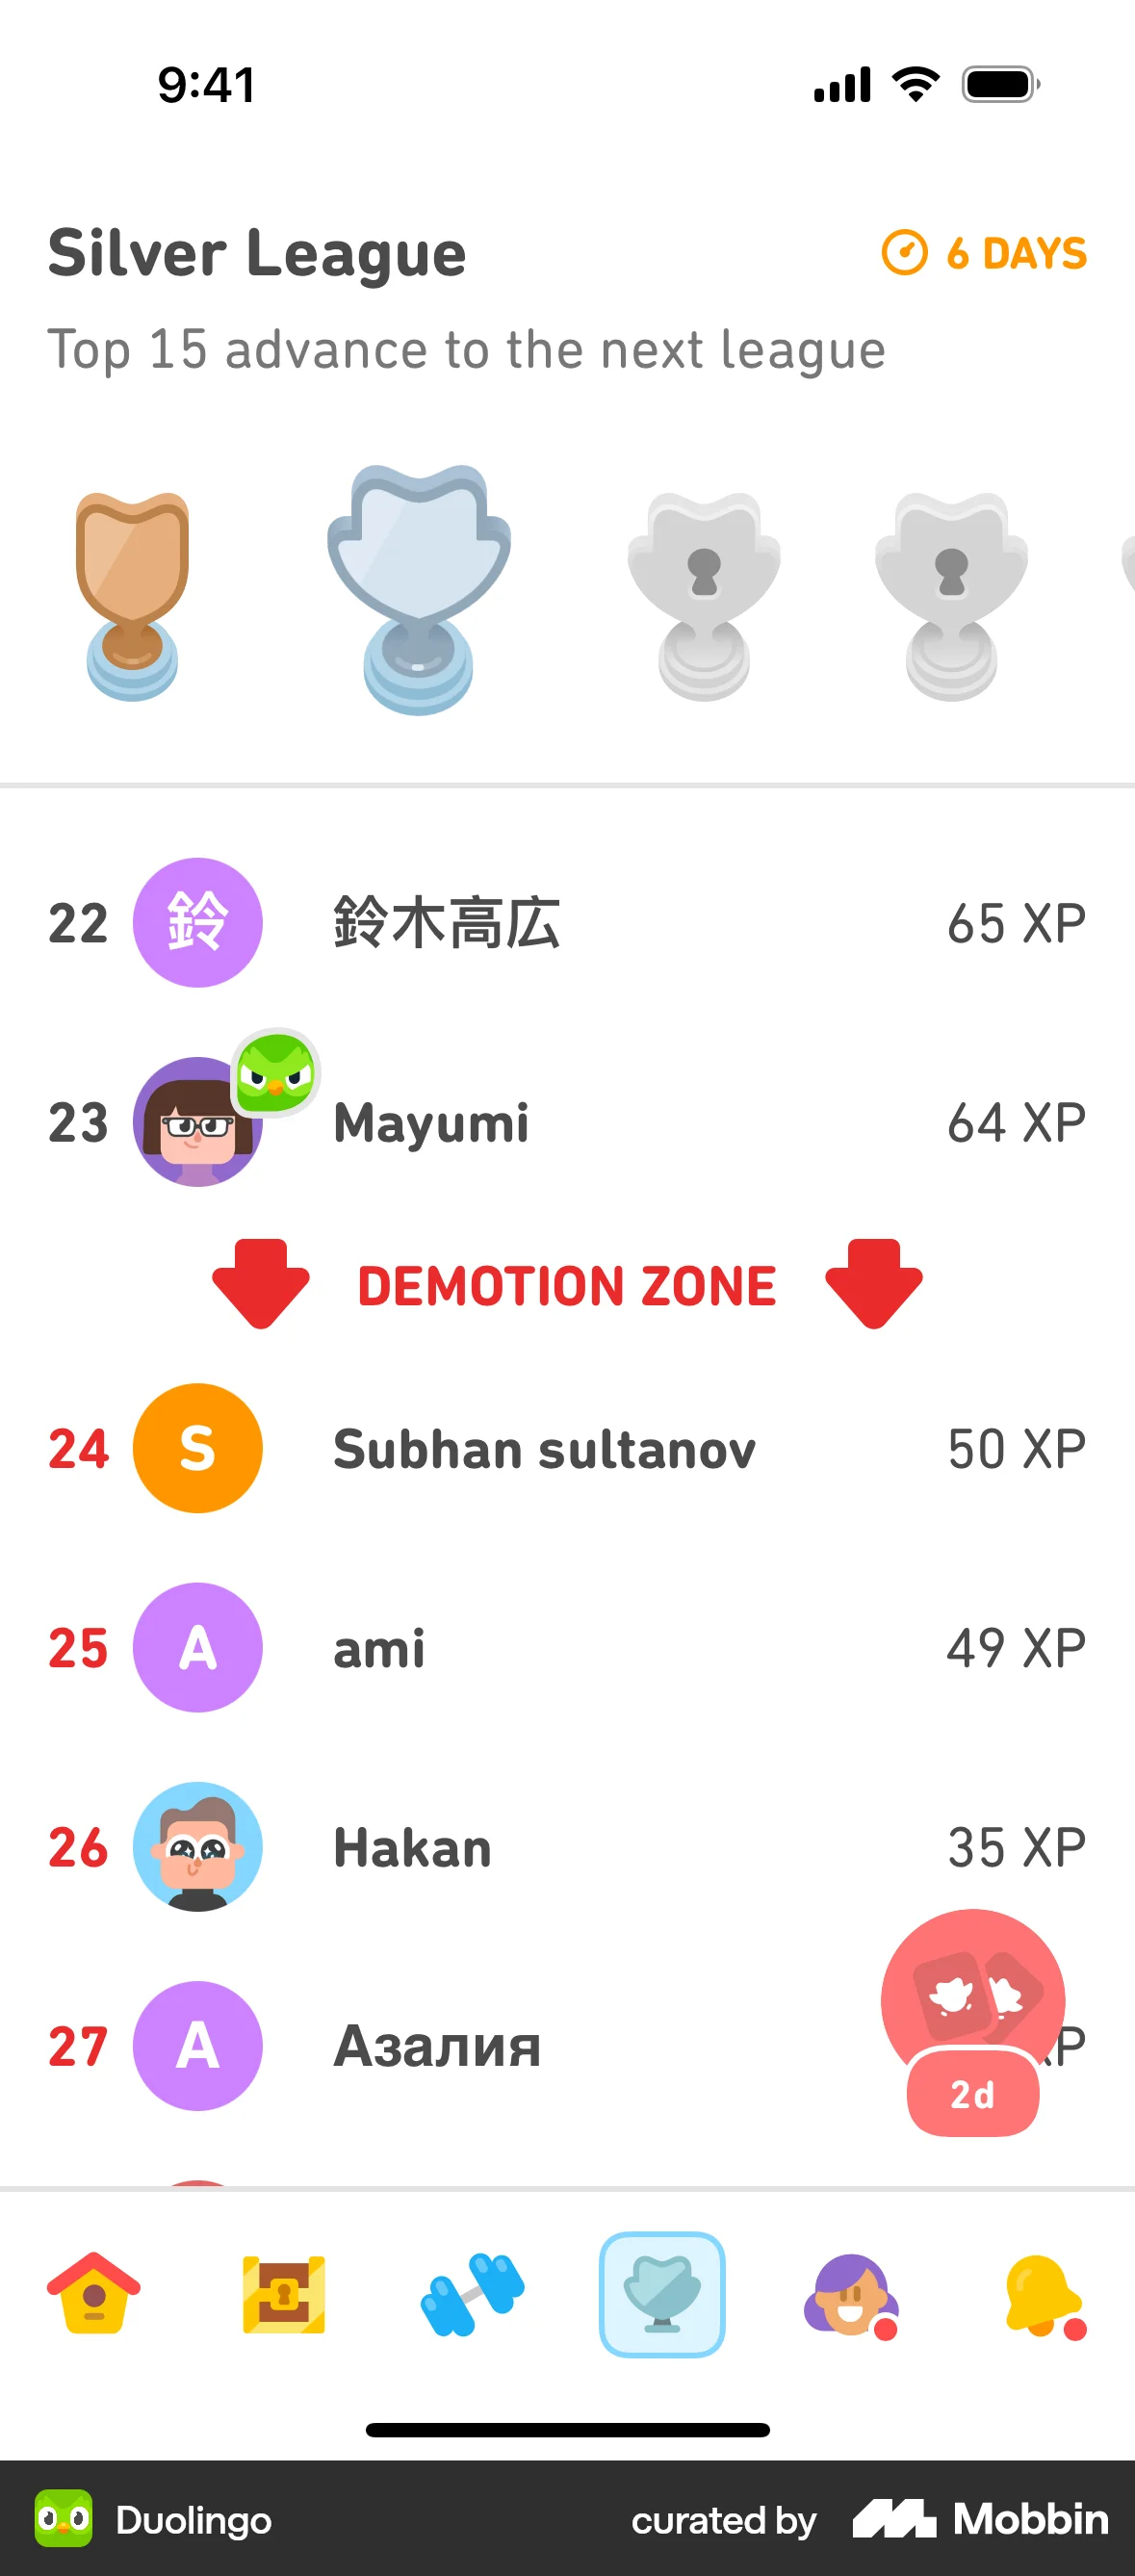 9:41
Silver League
6 DAYS
Top 15 advance to the next league
22 鈴 鈴木高広 65 XP
23 Mayumi 64 XP
DEMOTION ZONE
24 S Subhan sultanov 50 XP
25 A ami 49 XP
26 Hakan 35 XP
27 A Азалия
2d
Duolingo curated by Mobbin